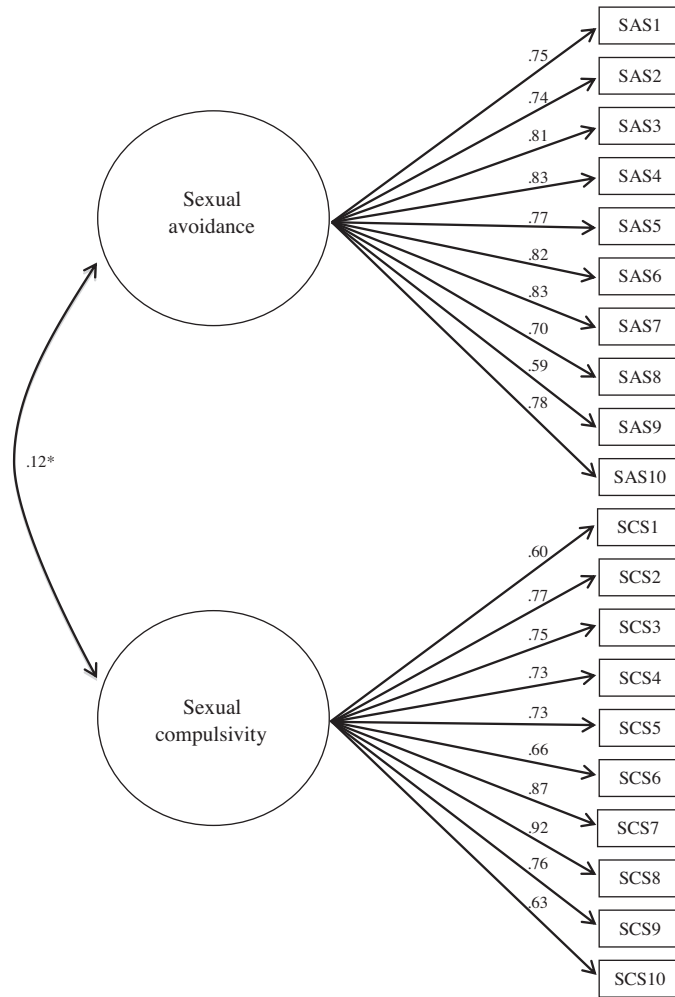 SAS1
.75
SAS2
.74
SAS3
.81
SAS4
.83
Sexual
avoidance
SAS5
.77
SAS6
.82
SAS7
.83
SAS8
.70
SAS9
.59
SAS10
.78
.12*
SCS1
.60
SCS2
.77
SCS3
.75
SCS4
.73
Sexual
compulsivity
SCS5
.73
SCS6
.66
SCS7
.87
SCS8
.92
SCS9
.76
SCS10
.63